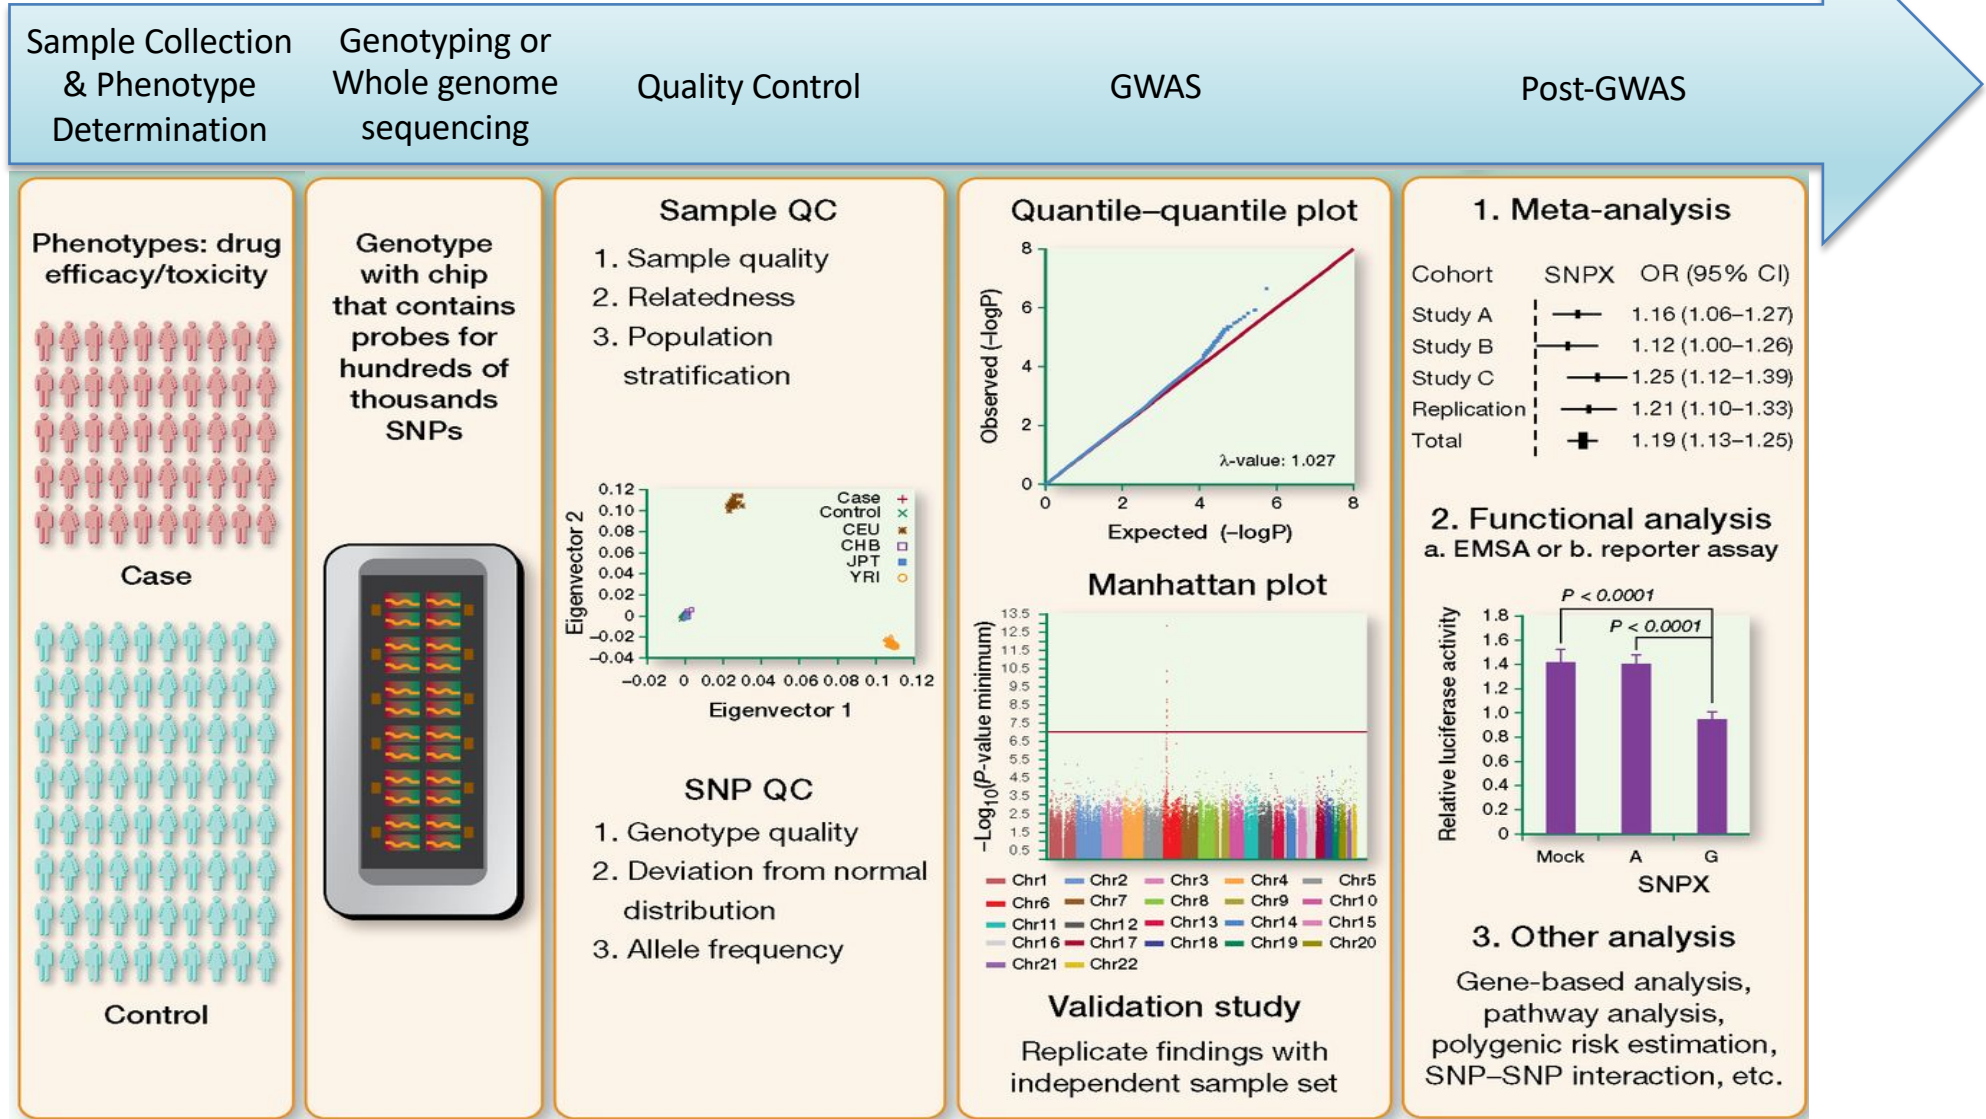 Sample Collection
& Phenotype
Determination
Genotyping or
Whole genome
sequencing
Quality Control
GWAS
Post-GWAS
Phenotypes: drug
efficacy/toxicity
Case
Control
Genotype
with chip
that contains
probes for
hundreds of
thousands
SNPs
Sample QC
1. Sample quality
2. Relatedness
3. Population
stratification
0.12
0.10
0.08
0.06
0.04
0.02
0
−0.02
−0.04
Eigenvector 2
Case
Control
CEU
CHB
JPT
YRI
−0.02 0 0.02 0.04 0.06 0.08 0.1 0.12
Eigenvector 1
SNP QC
1. Genotype quality
2. Deviation from normal
distribution
3. Allele frequency
Quantile–quantile plot
8
6
4
2
0
Observed (–logP)
λ-value: 1.027
0 2 4 6 8
Expected (–logP)
Manhattan plot
13.5
12.5
11.5
10.5
9.5
8.5
7.5
6.5
5.5
4.5
3.5
2.5
1.5
0.5
–Log10(P-value minimum)
Chr1 Chr2 Chr3 Chr4 Chr5
Chr6 Chr7 Chr8 Chr9 Chr10
Chr11 Chr12 Chr13 Chr14 Chr15
Chr16 Chr17 Chr18 Chr19 Chr20
Chr21 Chr22
Validation study
Replicate findings with
independent sample set
1. Meta-analysis
Cohort SNPX OR (95% CI)
Study A 1.16 (1.06–1.27)
Study B 1.12 (1.00–1.26)
Study C 1.25 (1.12–1.39)
Replication 1.21 (1.10–1.33)
Total 1.19 (1.13–1.25)
2. Functional analysis
a. EMSA or b. reporter assay
P < 0.0001
P < 0.0001
1.8
1.6
1.4
1.2
1.0
0.8
0.6
0.4
0.2
0
Relative luciferase activity
Mock A G
SNPX
3. Other analysis
Gene-based analysis,
pathway analysis,
polygenic risk estimation,
SNP–SNP interaction, etc.